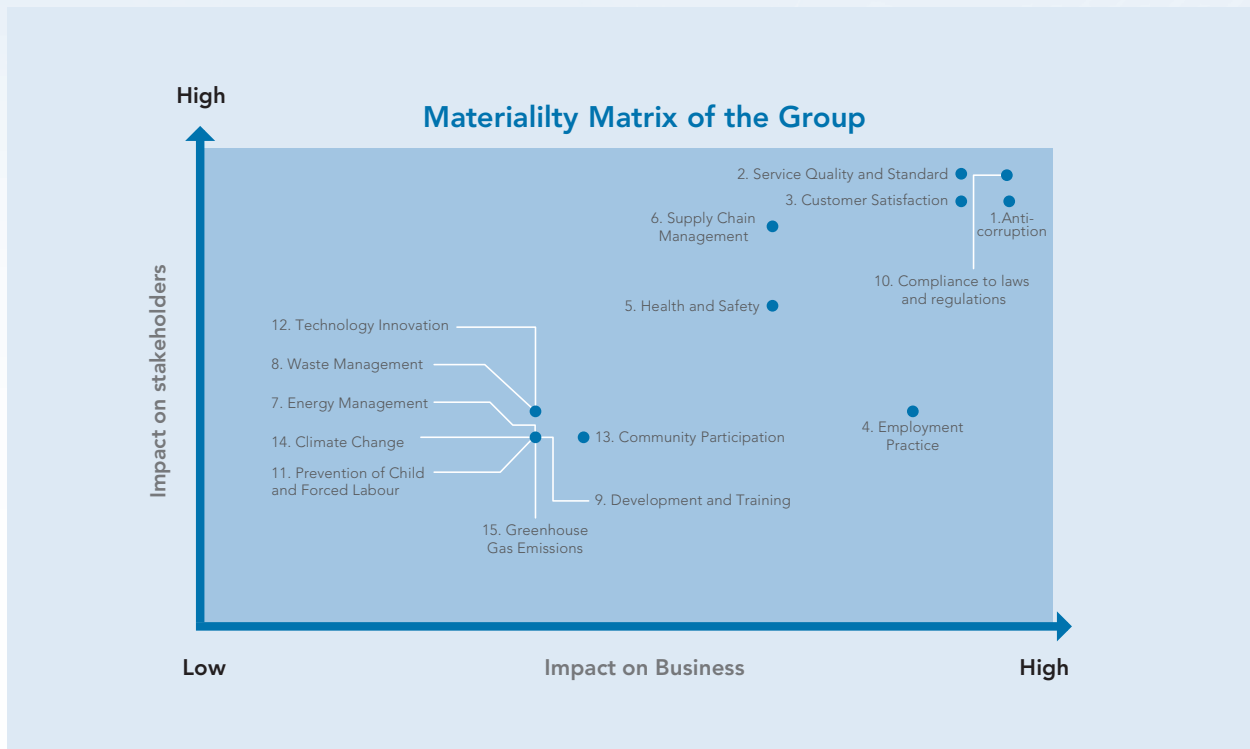 High
Materialilty Matrix of the Group
2. Service Quality and Standard
3. Customer Satisfaction
1.Anti-
corruption
6. Supply Chain
Management
10. Compliance to laws
and regulations
5. Health and Safety
12. Technology Innovation
8. Waste Management
7. Energy Management
14. Climate Change
13. Community Participation
4. Employment
Practice
11. Prevention of Child
and Forced Labour
9. Development and Training
15. Greenhouse
Gas Emissions
Impact on stakeholders
Low
Impact on Business
High